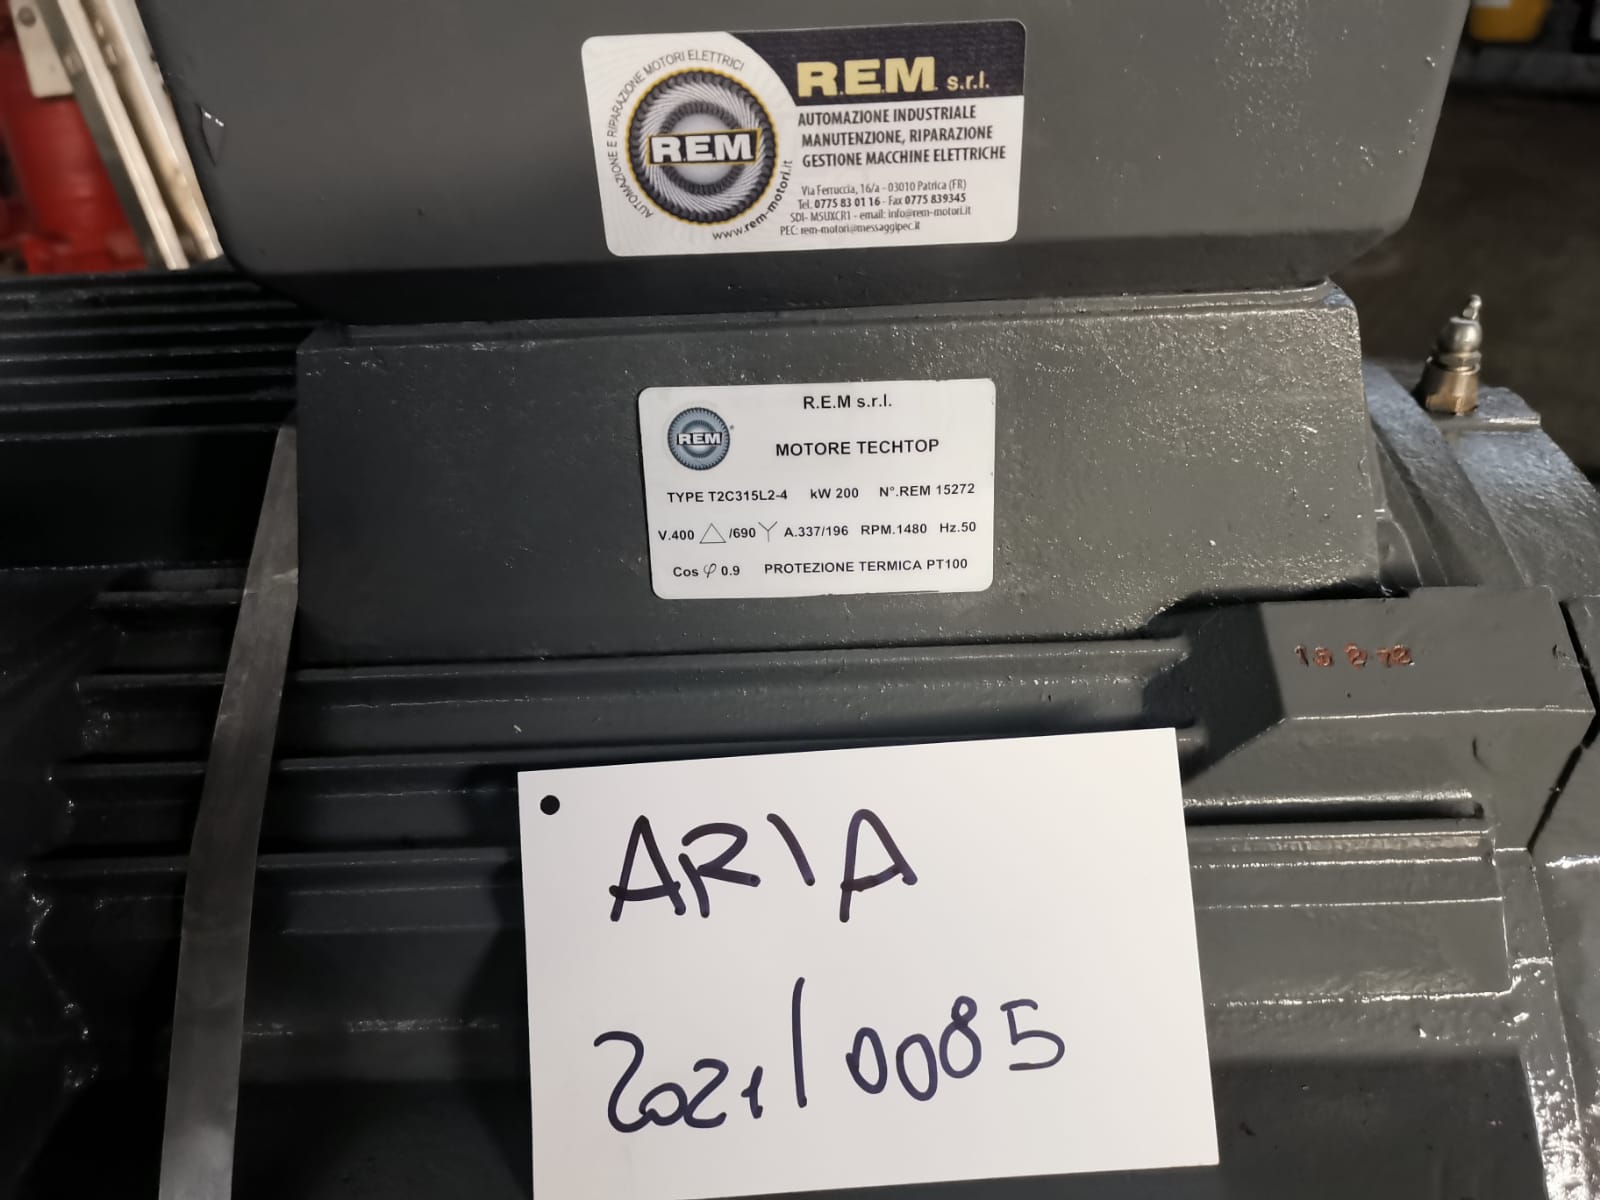 AUTOMAZIONE E RIPARAZIONE MOTORI ELETTRICI
R.E.M
www.rem-motori.it
R.E.M. s.r.l.
AUTOMAZIONE INDUSTRIALE
MANUTENZIONE, RIPARAZIONE
GESTIONE MACCHINE ELETTRICHE
Via Ferruccia, 16/a - 03010 Patrica (FR)
Tel. 0775 83 01 16 - Fax 0775 839345
SDI- M5UXCR1 - email: info@rem-motori.it
PEC: rem-motori@messaggipec.it
R.E.M s.r.l.
REM
MOTORE TECHTOP
TYPE T2C315L2-4 kW 200 N°.REM 15272
V.400 △ /690 Y A.337/196 RPM.1480 Hz.50
Cos φ 0.9 PROTEZIONE TERMICA PT100
ARIA
2021/0085